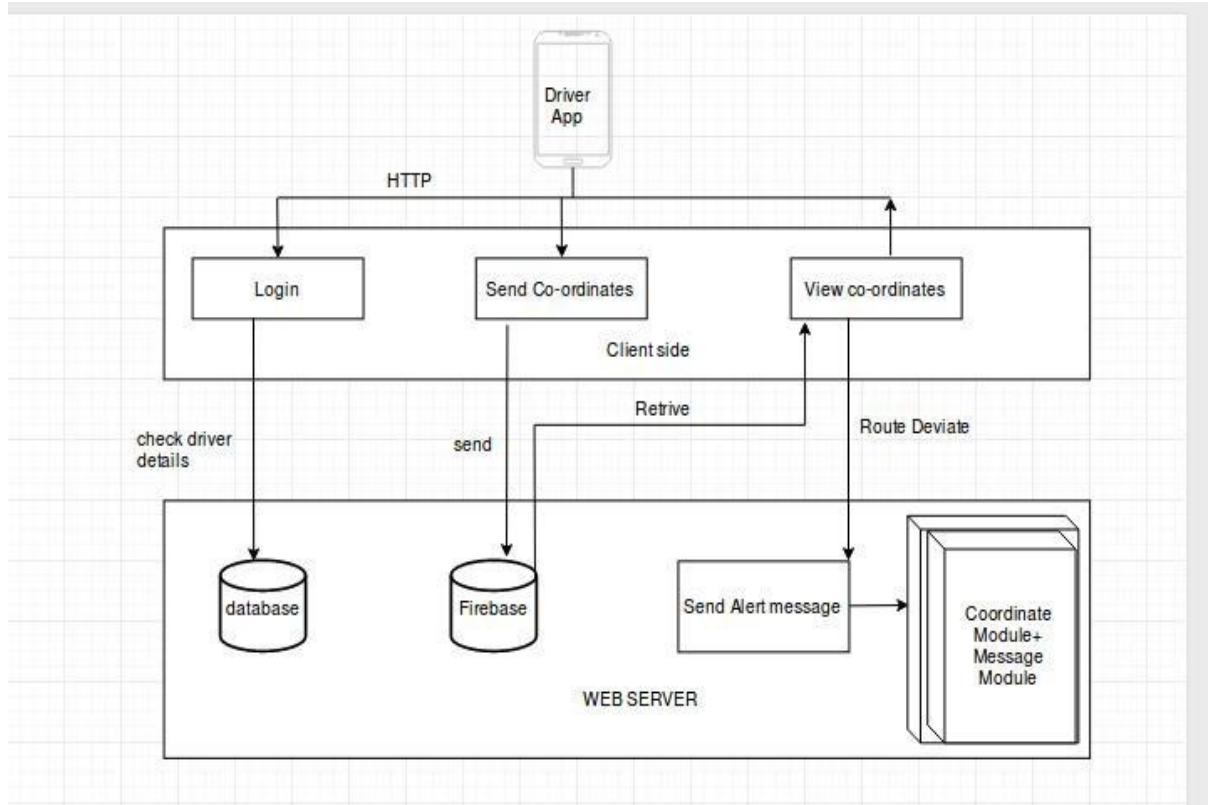 Driver
App
HTTP
Login
Send Co-ordinates
View co-ordinates
Client side
Retrive
check driver
details
send
Route Deviate
database
Firebase
Send Alert message
Coordinate
Module+
Message
Module
WEB SERVER